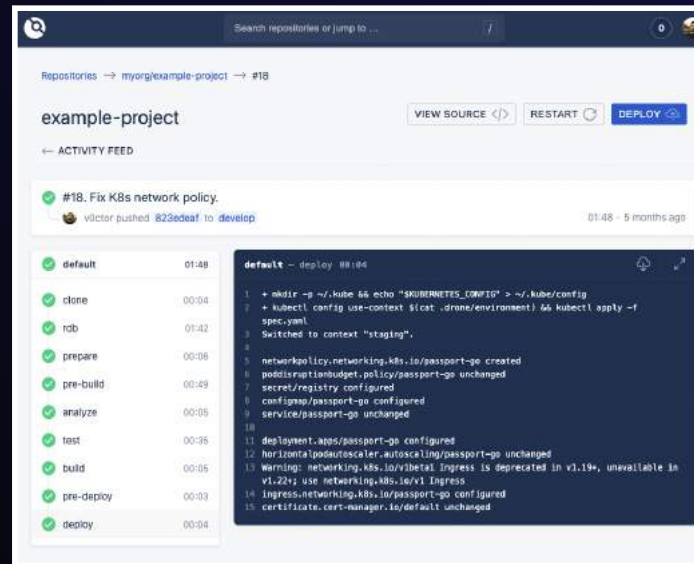 Search repositories or jump to ...
/
0
Repositories → myorg/example-project → #18
example-project
VIEW SOURCE </>
RESTART
DEPLOY
← ACTIVITY FEED
#18. Fix K8s network policy.
v0ctor pushed 823edeaf to develop
01:48 - 5 months ago
default 01:48
clone 00:04
rdb 01:42
prepare 00:06
pre-build 00:49
analyze 00:05
test 00:35
build 00:05
pre-deploy 00:03
deploy 00:04
default — deploy 00:04
1 + mkdir -p ~/.kube && echo "$KUBERNETES_CONFIG" > ~/.kube/config
2 + kubectl config use-context $(cat .drone/environment) && kubectl apply -f
spec.yaml
3 Switched to context "staging".
4
5 networkpolicy.networking.k8s.io/passport-go created
6 poddisruptionbudget.policy/passport-go unchanged
7 secret/registry configured
8 configmap/passport-go configured
9 service/passport-go unchanged
10
11 deployment.apps/passport-go configured
12 horizontalpodautoscaler.autoscaling/passport-go unchanged
13 Warning: networking.k8s.io/v1beta1 Ingress is deprecated in v1.19+, unavailable in
v1.22+; use networking.k8s.io/v1 Ingress
14 ingress.networking.k8s.io/passport-go configured
15 certificate.cert-manager.io/default unchanged